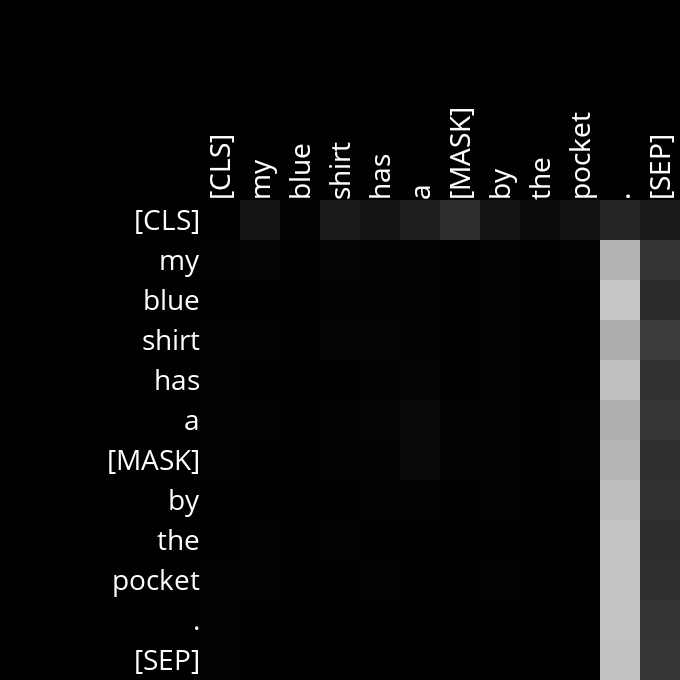 [CLS] my blue shirt has a [MASK] by the pocket . [SEP]
[CLS]
my
blue
shirt
has
a
[MASK]
by
the
pocket
.
[SEP]